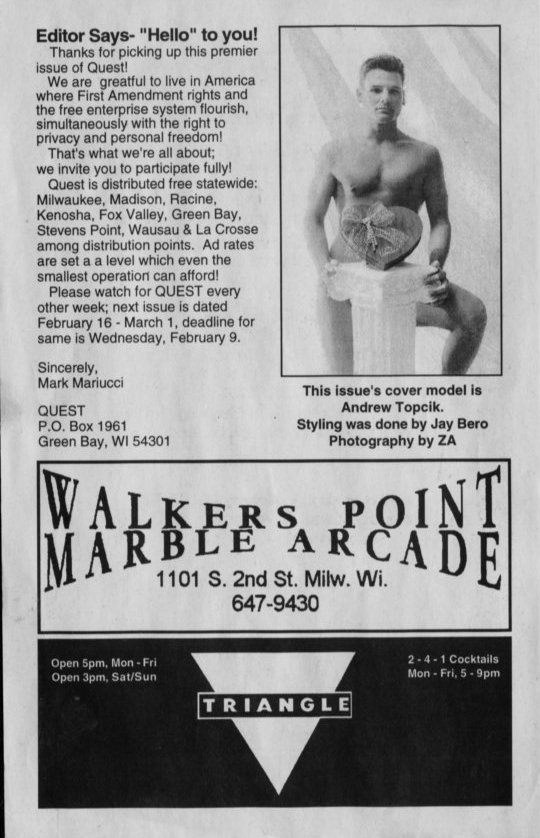 Editor Says- "Hello" to you!
Thanks for picking up this premier
issue of Quest!
We are greatful to live in America
where First Amendment rights and
the free enterprise system flourish,
simultaneously with the right to
privacy and personal freedom!
That's what we're all about;
we invite you to participate fully!
Quest is distributed free statewide:
Milwaukee, Madison, Racine,
Kenosha, Fox Valley, Green Bay,
Stevens Point, Wausau & La Crosse
among distribution points. Ad rates
are set a a level which even the
smallest operation can afford!
Please watch for QUEST every
other week; next issue is dated
February 16 - March 1, deadline for
same is Wednesday, February 9.
Sincerely,
Mark Mariucci
QUEST
P.O. Box 1961
Green Bay, WI 54301
This issue's cover model is
Andrew Topcik.
Styling was done by Jay Bero
Photography by ZA
WALKERS POINT
MARBLE ARCADE
1101 S. 2nd St. Milw. Wi.
647-9430
Open 5pm, Mon - Fri
Open 3pm, Sat/Sun
TRIANGLE
2 - 4 - 1 Cocktails
Mon - Fri, 5 - 9pm